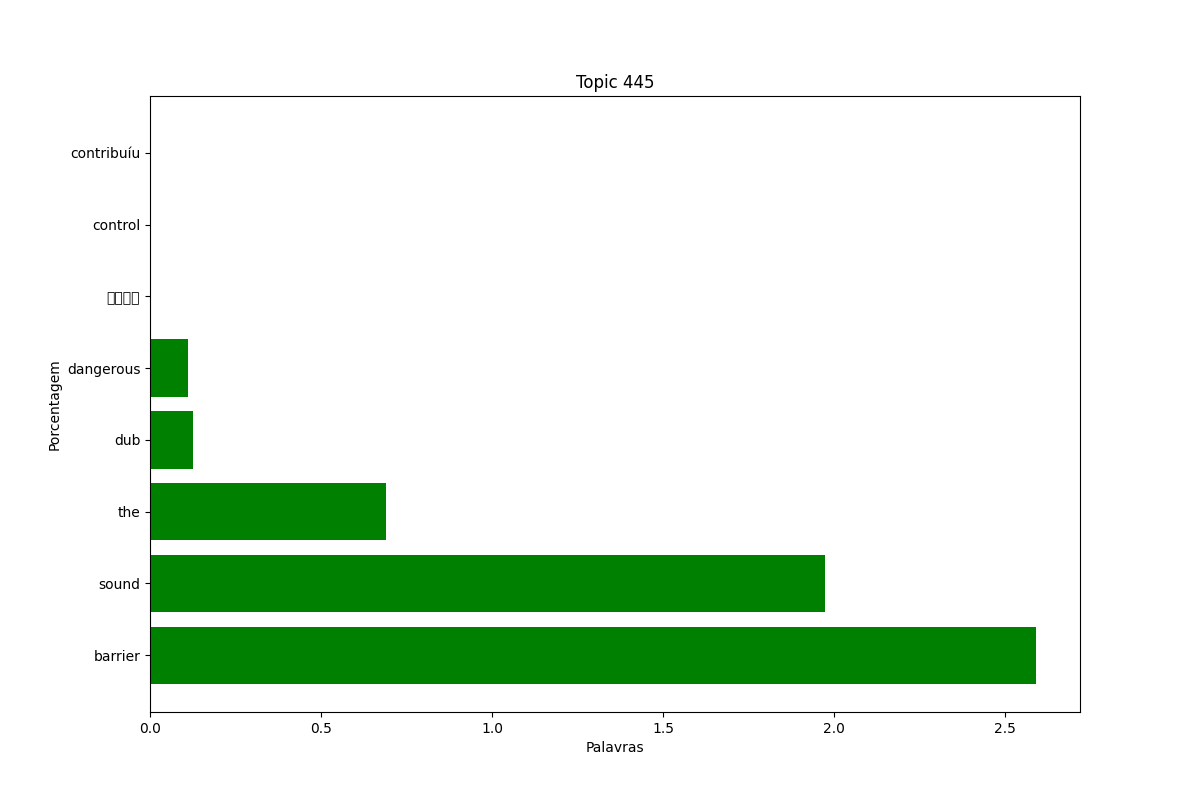 Topic 445
contribuíu
control
dangerous
dub
the
sound
barrier
Porcentagem
0.0 0.5 1.0 1.5 2.0 2.5
Palavras